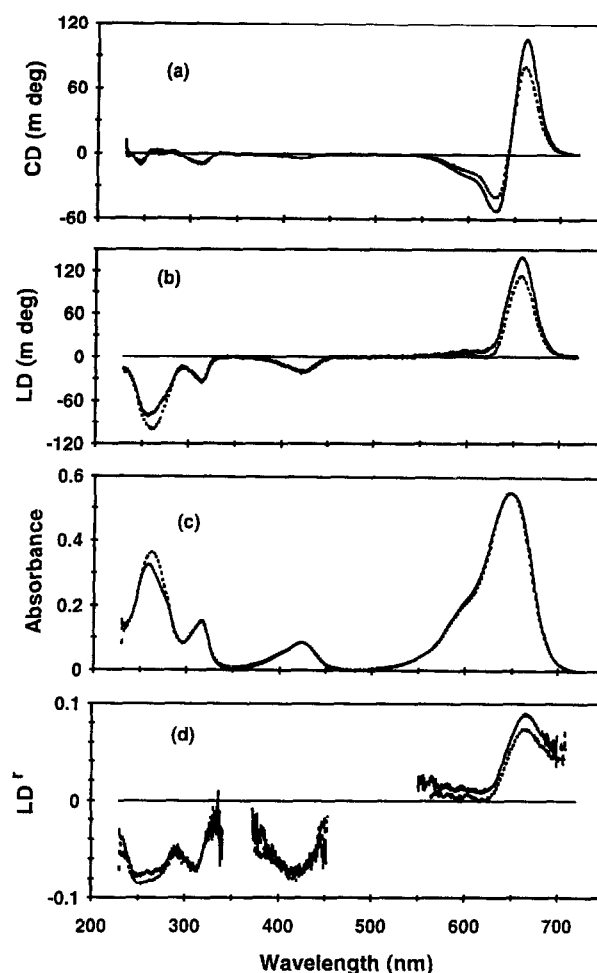 120
60
0
-60
CD (m deg)
(a)
120
60
0
-60
-120
LD (m deg)
(b)
0.6
0.4
0.2
0
Absorbance
(c)
0.1
0
-0.1
LD^r
(d)
200 300 400 500 600 700
Wavelength (nm)